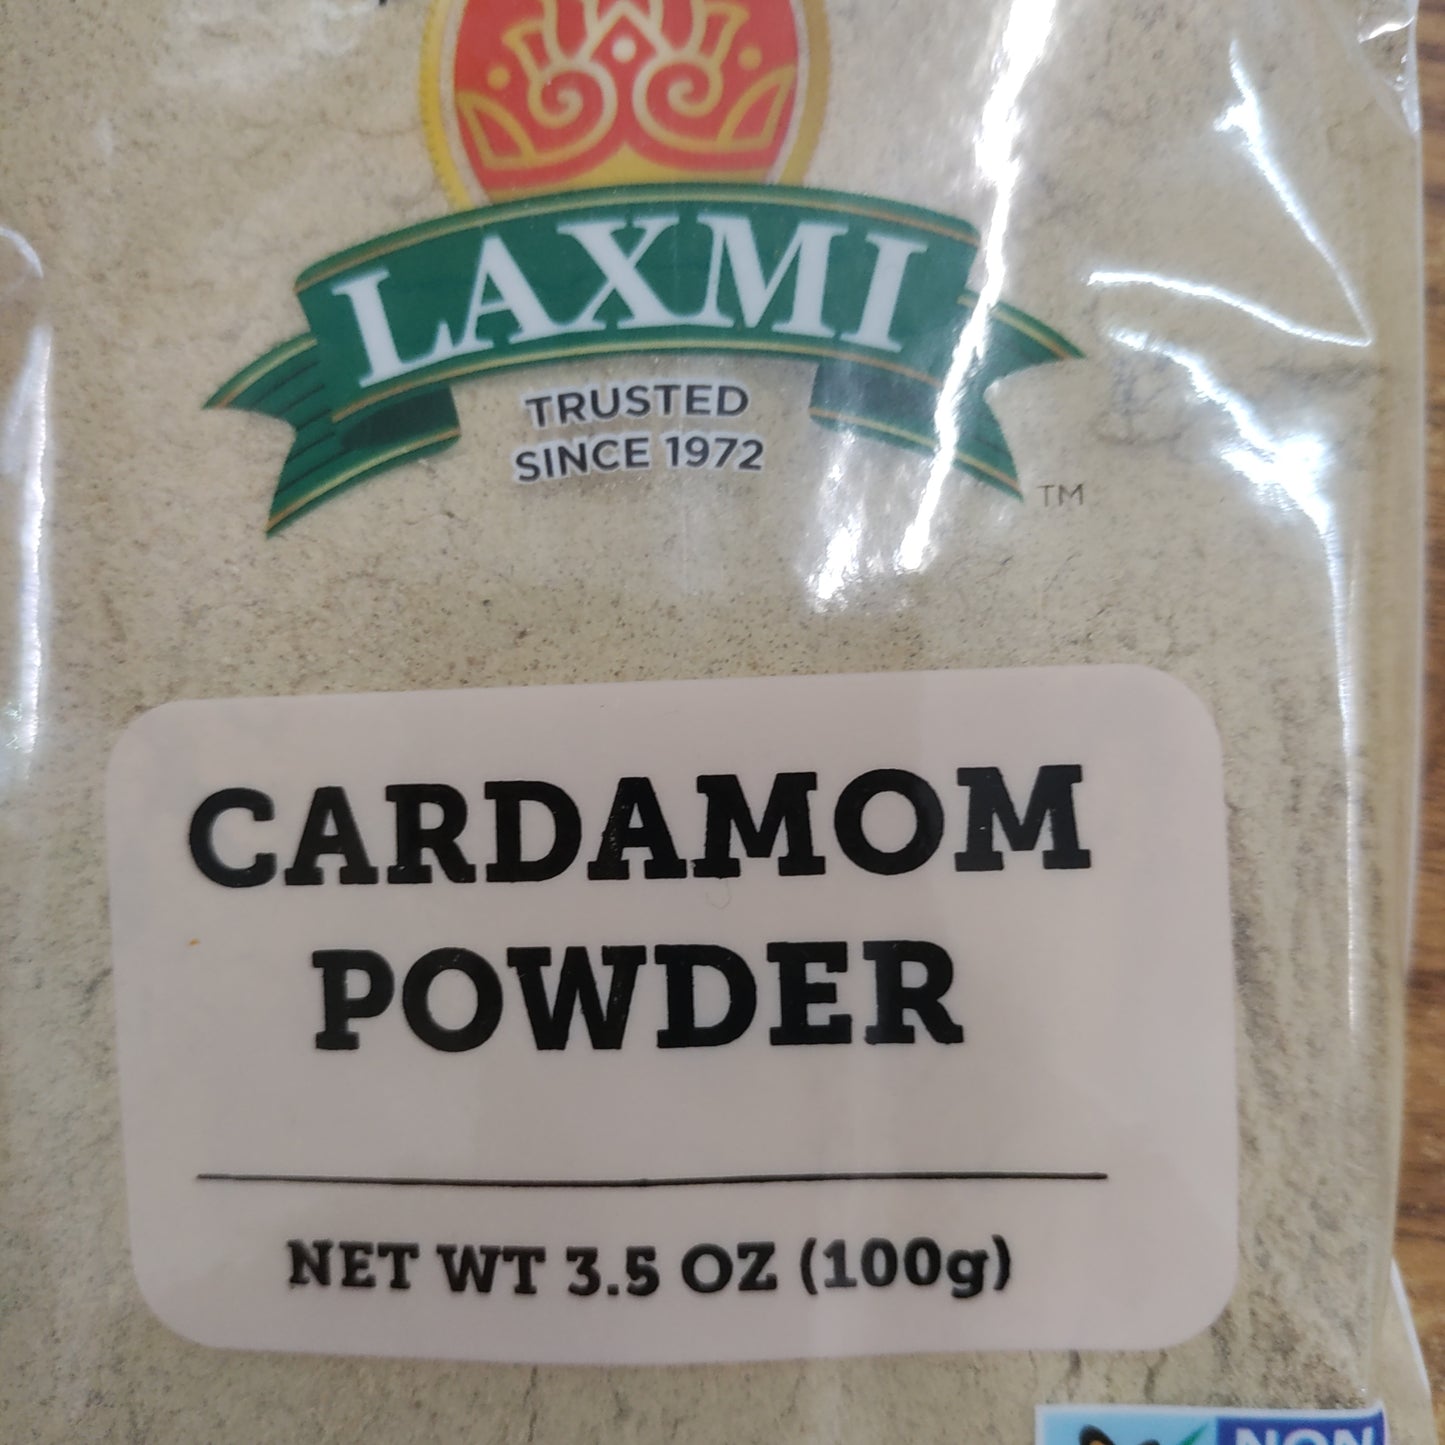 LAXMI
TRUSTED
SINCE 1972
TM
CARDAMOM
POWDER
NET WT 3.5 OZ (100g)
NON